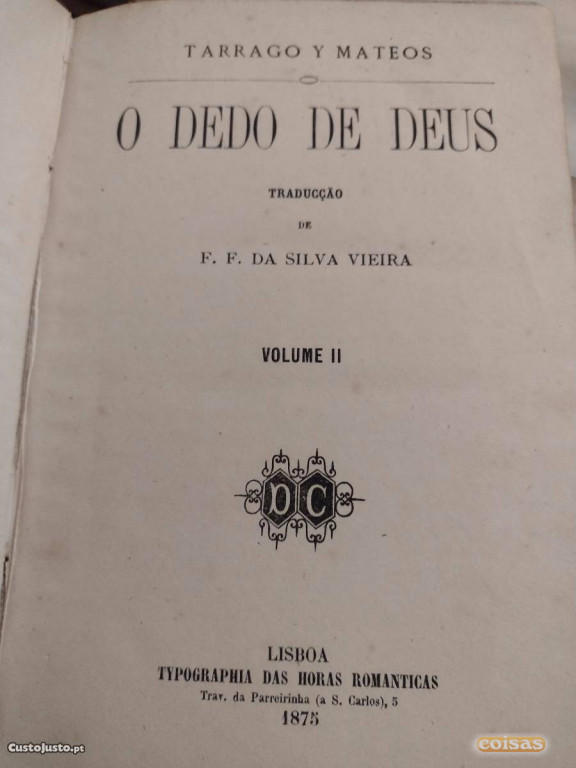 TARRAGO Y MATEOS
O DEDO DE DEUS
TRADUCÇÃO
DE
F. F. DA SILVA VIEIRA
VOLUME II
DC
LISBOA
TYPOGRAPHIA DAS HORAS ROMANTICAS
Trav. da Parreirinha (a S. Carlos), 5
1875
CustoJusto.pt
coisas